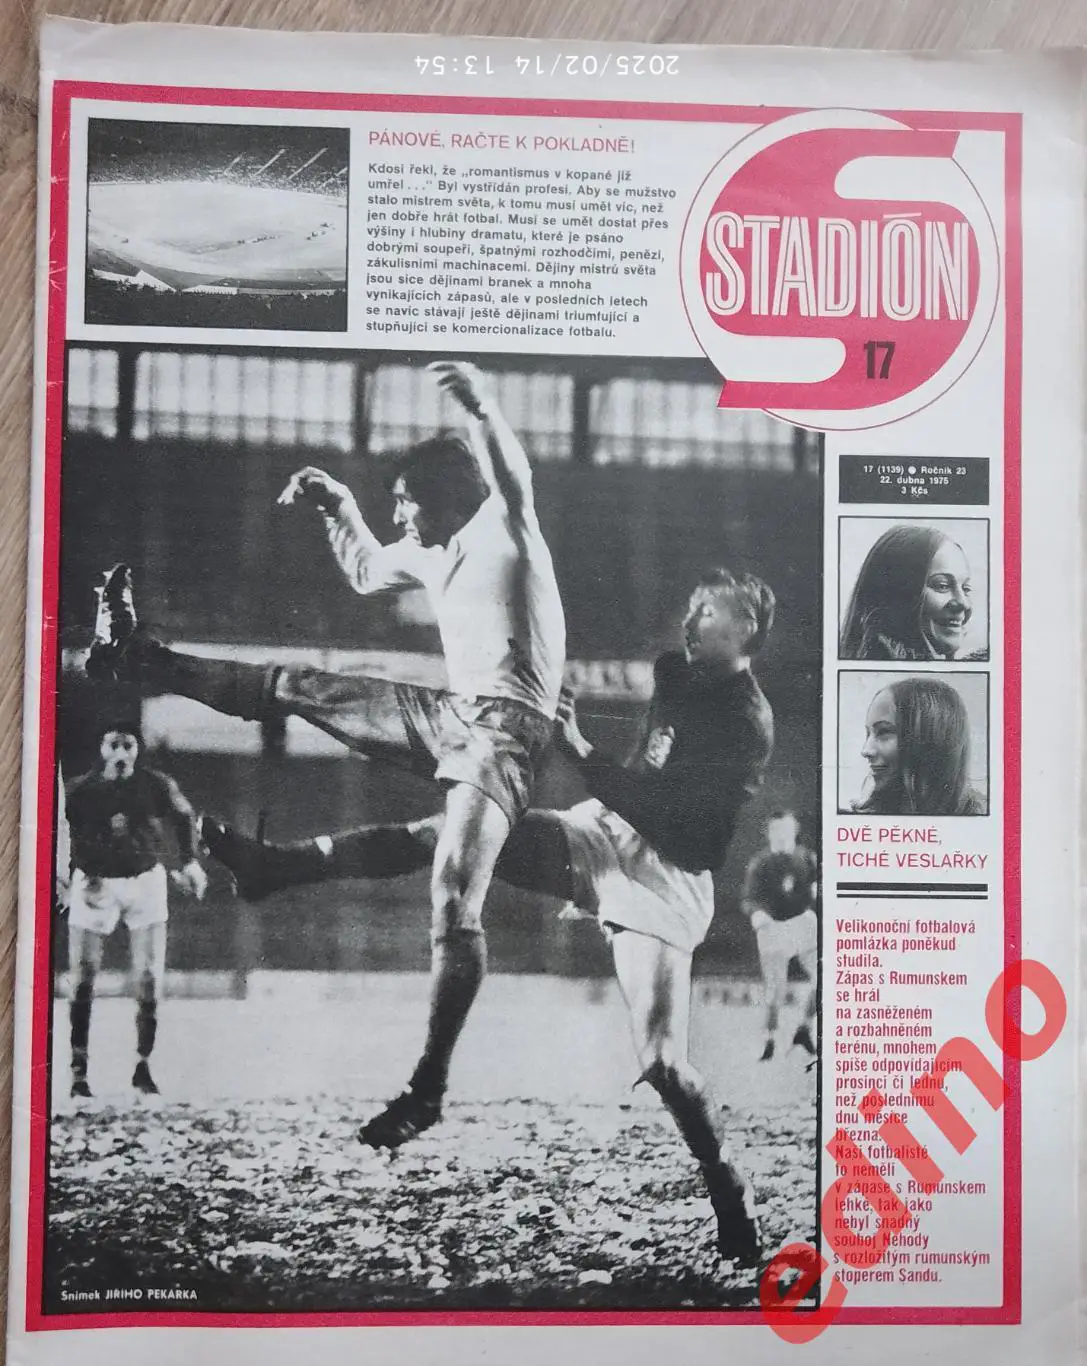 2025/02/14 13:54
PÁNOVÉ, RAČTE K POKLADNĚ!
Kdosi řekl, že „romantismus v kopané již
umřel . . .“ Byl vystřídán profesí. Aby se mužstvo
stalo mistrem světa, k tomu musí umět víc, než
jen dobře hrát fotbal. Musí se umět dostat přes
výšiny i hlubiny dramatu, které je psáno
dobrými soupeři, špatnými rozhodčími, penězi,
zákulisními machinacemi. Dějiny mistrů světa
jsou sice dějinami branek a mnoha
vynikajících zápasů, ale v posledních letech
se navíc stávají ještě dějinami triumfující a
stupňující se komercionalizace fotbalu.
STADIÓN
17
17 (1139) ● Ročník 23
22. dubna 1975
3 Kčs
DVĚ PĚKNÉ,
TICHÉ VESLAŘKY
Velikonoční fotbalová
pomlázka poněkud
studila.
Zápas s Rumunskem
se hrál
na zasněženém
a rozbahněném
terénu, mnohem
spíše odpovídajícím
prosinci či lednu,
než poslednímu
dnu měsíce
března.
Naši fotbalisté
to neměli
v zápase s Rumunskem
lehké, tak jako
nebyl snadný
souboj Nehody
s rozložitým rumunským
stoperem Sandu.
Snímek JIŘÍHO PEKÁRKA
edino